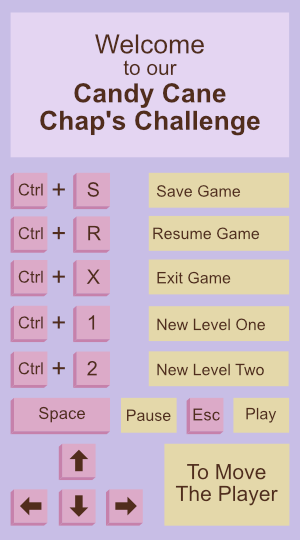 Welcome
to our
Candy Cane
Chap's Challenge
Ctrl + S Save Game
Ctrl + R Resume Game
Ctrl + X Exit Game
Ctrl + 1 New Level One
Ctrl + 2 New Level Two
Space Pause Esc Play
To Move
The Player